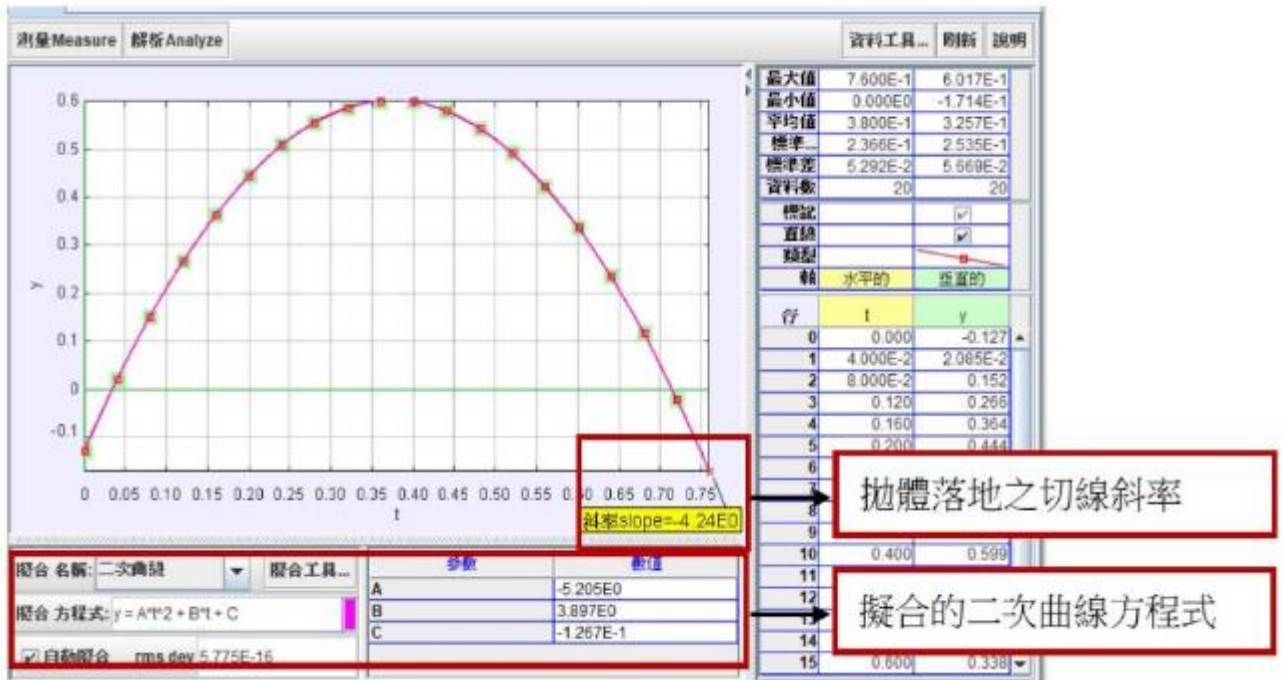 測量Measure 解析Analyze 資料工具... 刷新 說明
最大值 7.600E-1 6.017E-1
最小值 0.000E0 -1.714E-1
平均值 3.800E-1 3.257E-1
標準... 2.366E-1 2.535E-1
標準差 5.292E-2 5.669E-2
資料數 20 20
標記
直線
類型
軸 水平的 垂直的
行 t y
0 0.000 -0.127
1 4.000E-2 2.085E-2
2 8.000E-2 0.152
3 0.120 0.266
4 0.160 0.364
5 0.200 0.444
6
7
8
9
10 0.400 0.599
11
12
13
14
15 0.600 0.338
0.6
0.5
0.4
0.3
0.2
0.1
0
-0.1
y
0 0.05 0.10 0.15 0.20 0.25 0.30 0.35 0.40 0.45 0.50 0.55 0.60 0.65 0.70 0.75
t
斜率slope=-4.24E0
拋體落地之切線斜率
擬合 名稱: 二次曲線 擬合工具...
擬合 方程式: y = A*t^2 + B*t + C
自動擬合 rms dev 5.775E-16
參數 數值
A -5.205E0
B 3.897E0
C -1.267E-1
擬合的二次曲線方程式